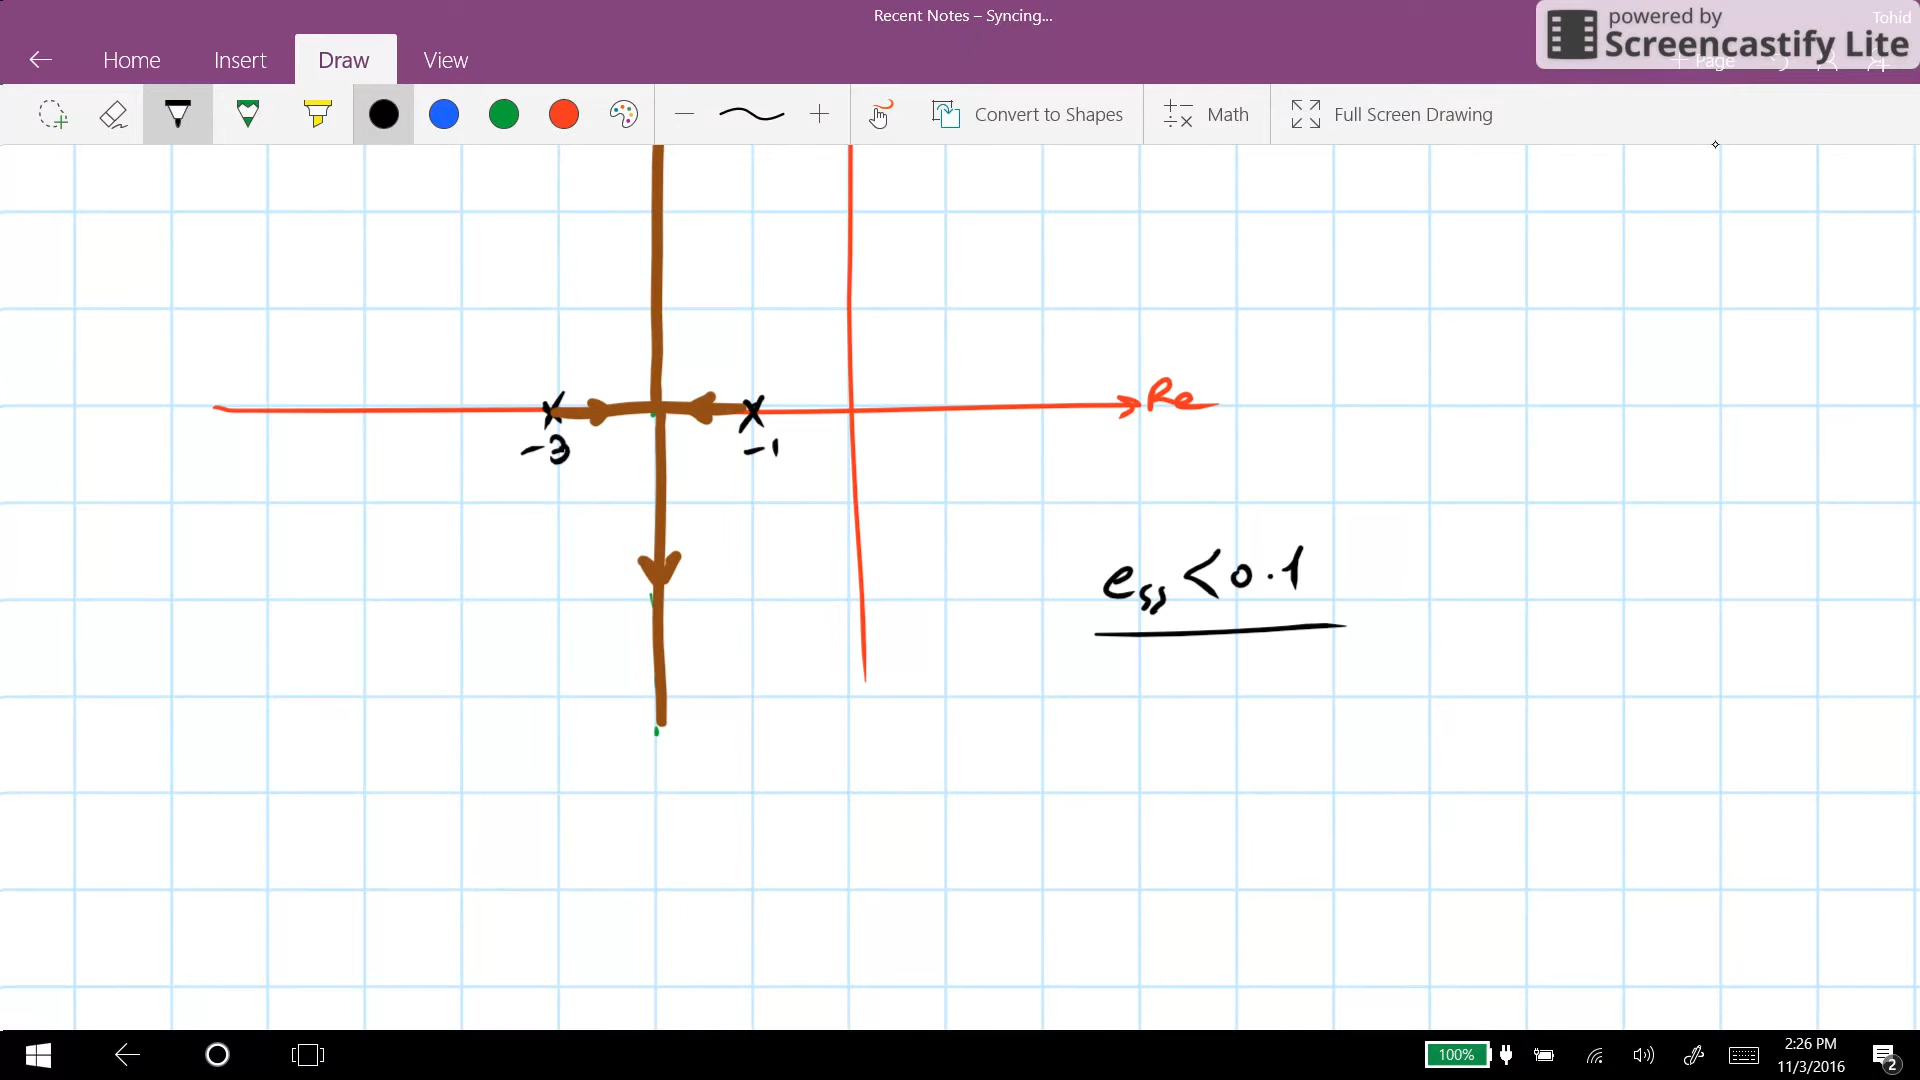 Recent Notes – Syncing...
powered by
Tohid
Screencastify Lite
Home
Insert
Draw
View
+ Page
Convert to Shapes
Math
Full Screen Drawing
Re
-3
-1
ess < 0.1
100%
2:26 PM
11/3/2016
2